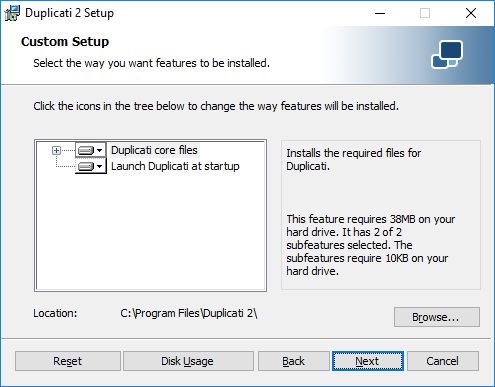 Duplicati 2 Setup
Custom Setup
Select the way you want features to be installed.
Click the icons in the tree below to change the way features will be installed.
Duplicati core files
Launch Duplicati at startup
Installs the required files for
Duplicati.
This feature requires 38MB on your
hard drive. It has 2 of 2
subfeatures selected. The
subfeatures require 10KB on your
hard drive.
Location: C:\Program Files\Duplicati 2\
Browse...
Reset Disk Usage Back Next Cancel